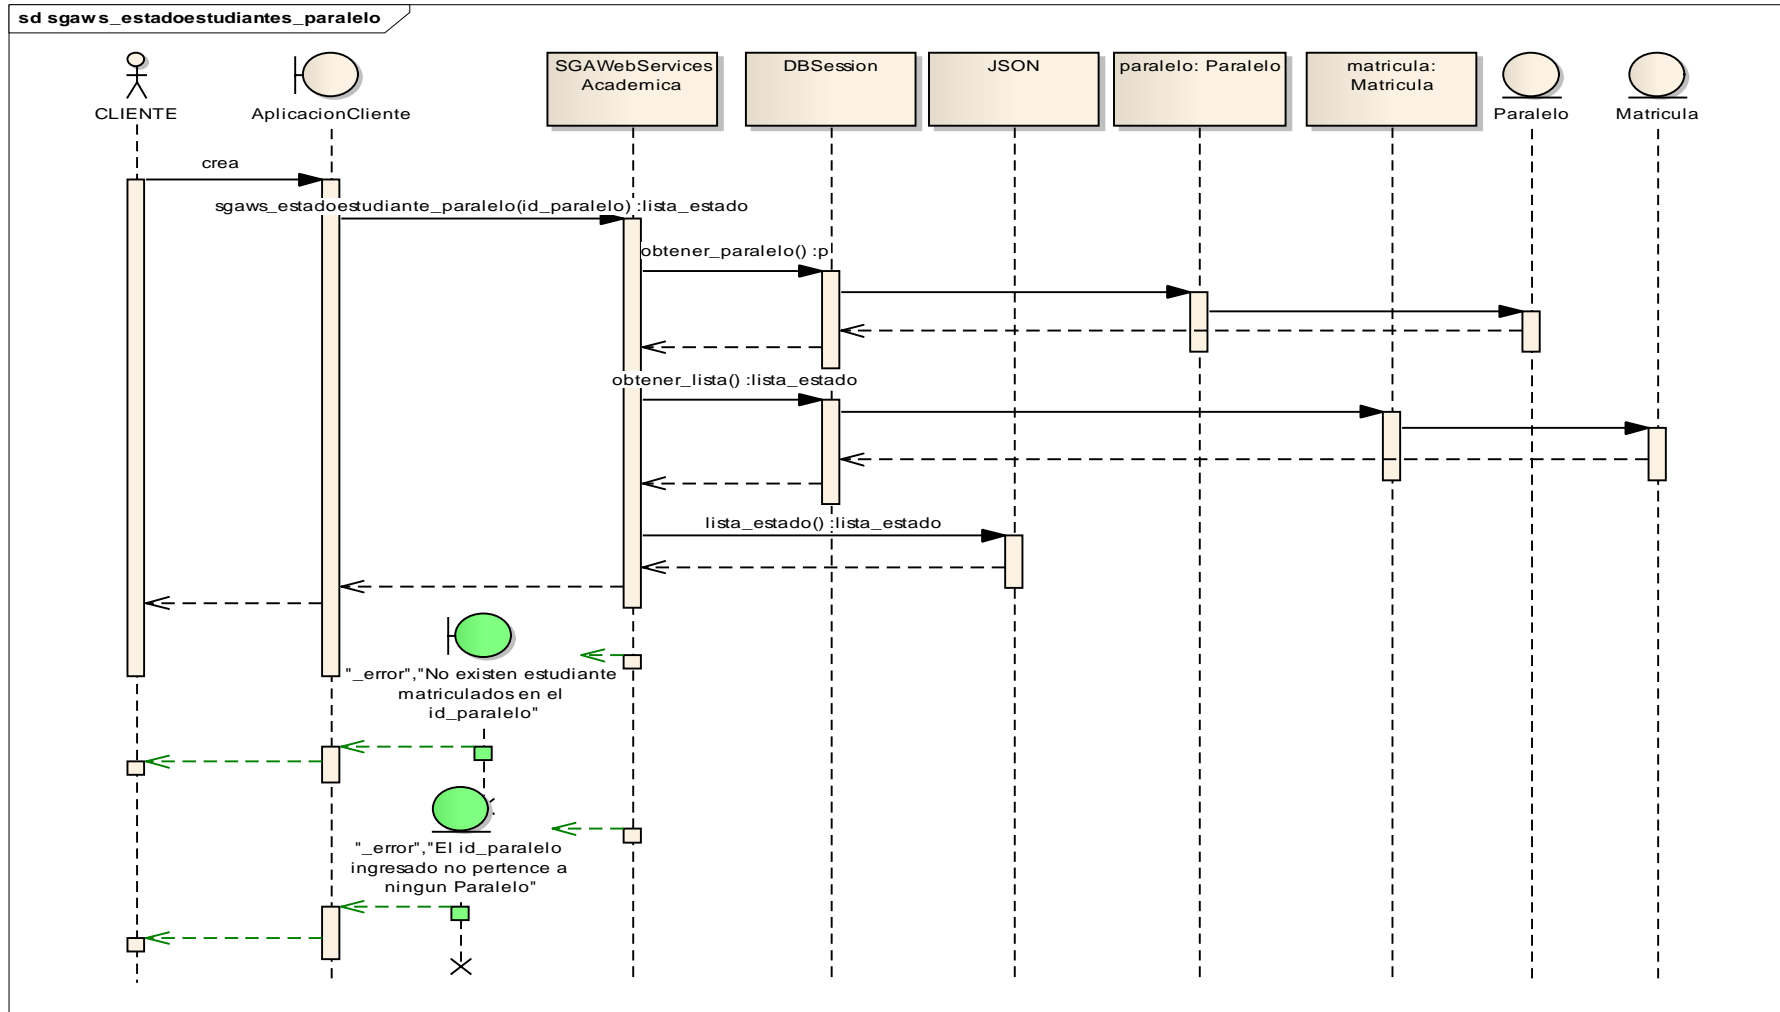 sd sgaws_estadoestudiantes_paralelo
CLIENTE
AplicacionCliente
SGAWebServices
Academica
DBSession
JSON
paralelo: Paralelo
matricula:
Matricula
Paralelo
Matricula
crea
sgaws_estadoestudiante_paralelo(id_paralelo) :lista_estado
obtener_paralelo() :p
obtener_lista() :lista_estado
lista_estado() :lista_estado
"_error","No existen estudiante
matriculados en el
id_paralelo"
"_error","El id_paralelo
ingresado no pertence a
ningun Paralelo"